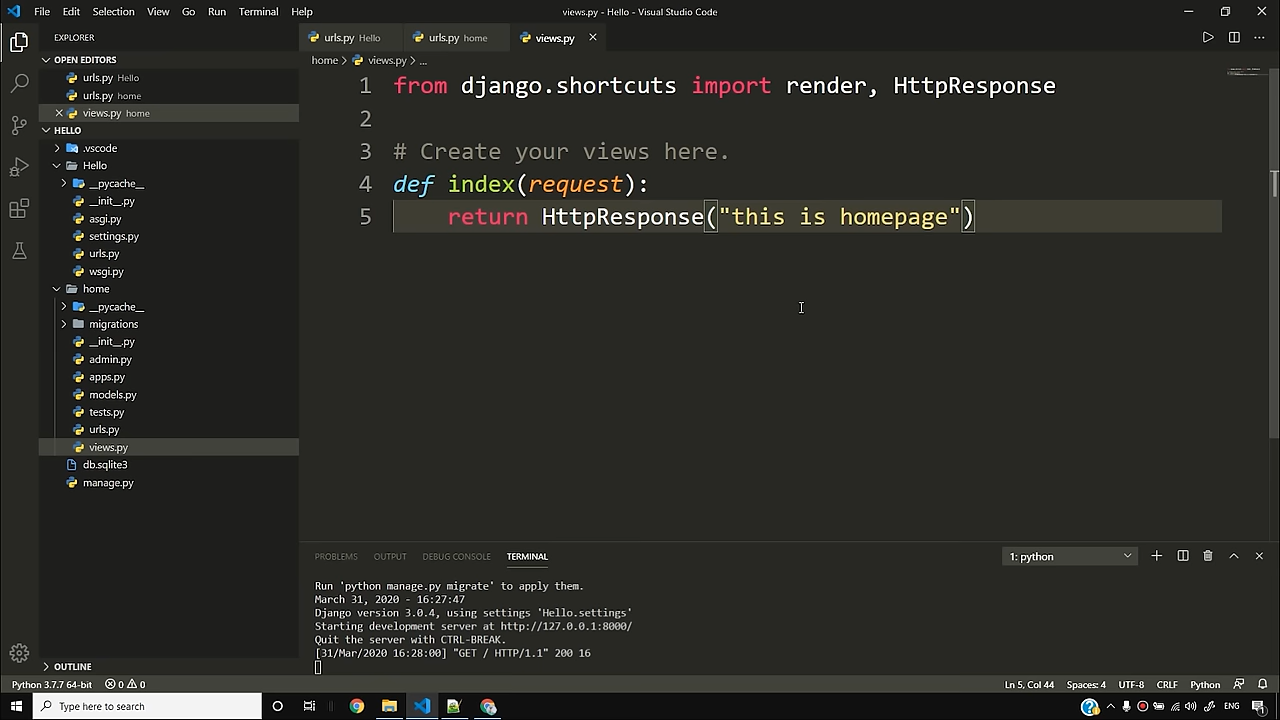 File Edit Selection View Go Run Terminal Help
views.py - Hello - Visual Studio Code
EXPLORER
OPEN EDITORS
urls.py Hello
urls.py home
views.py home
HELLO
.vscode
Hello
__pycache__
__init__.py
asgi.py
settings.py
urls.py
wsgi.py
home
__pycache__
migrations
__init__.py
admin.py
apps.py
models.py
tests.py
urls.py
views.py
db.sqlite3
manage.py
OUTLINE
urls.py Hello
urls.py home
views.py
home > views.py > ...
1 from django.shortcuts import render, HttpResponse
2
3 # Create your views here.
4 def index(request):
5 return HttpResponse("this is homepage")
PROBLEMS OUTPUT DEBUG CONSOLE TERMINAL
1: python
Run 'python manage.py migrate' to apply them.
March 31, 2020 - 16:27:47
Django version 3.0.4, using settings 'Hello.settings'
Starting development server at http://127.0.0.1:8000/
Quit the server with CTRL-BREAK.
[31/Mar/2020 16:28:00] "GET / HTTP/1.1" 200 16
Python 3.7.7 64-bit 0 0
Ln 5, Col 44 Spaces: 4 UTF-8 CRLF Python
Type here to search
ENG